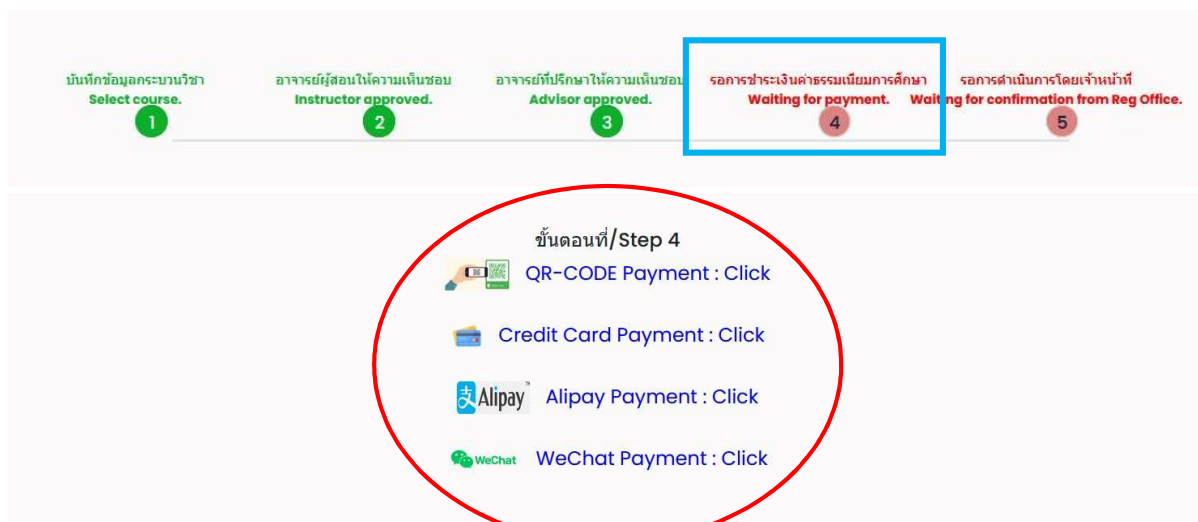 บันทึกข้อมูลกระบวนวิชา
Select course.
1
อาจารย์ผู้สอนให้ความเห็นชอบ
Instructor approved.
2
อาจารย์ที่ปรึกษาให้ความเห็นชอบ
Advisor approved.
3
รอการชำระเงินค่าธรรมเนียมการศึกษา
Waiting for payment.
4
รอการดำเนินการโดยเจ้าหน้าที่
Waiting for confirmation from Reg Office.
5
ขั้นตอนที่/Step 4
QR-CODE Payment : Click
Credit Card Payment : Click
支 Alipay™ Alipay Payment : Click
WeChat WeChat Payment : Click